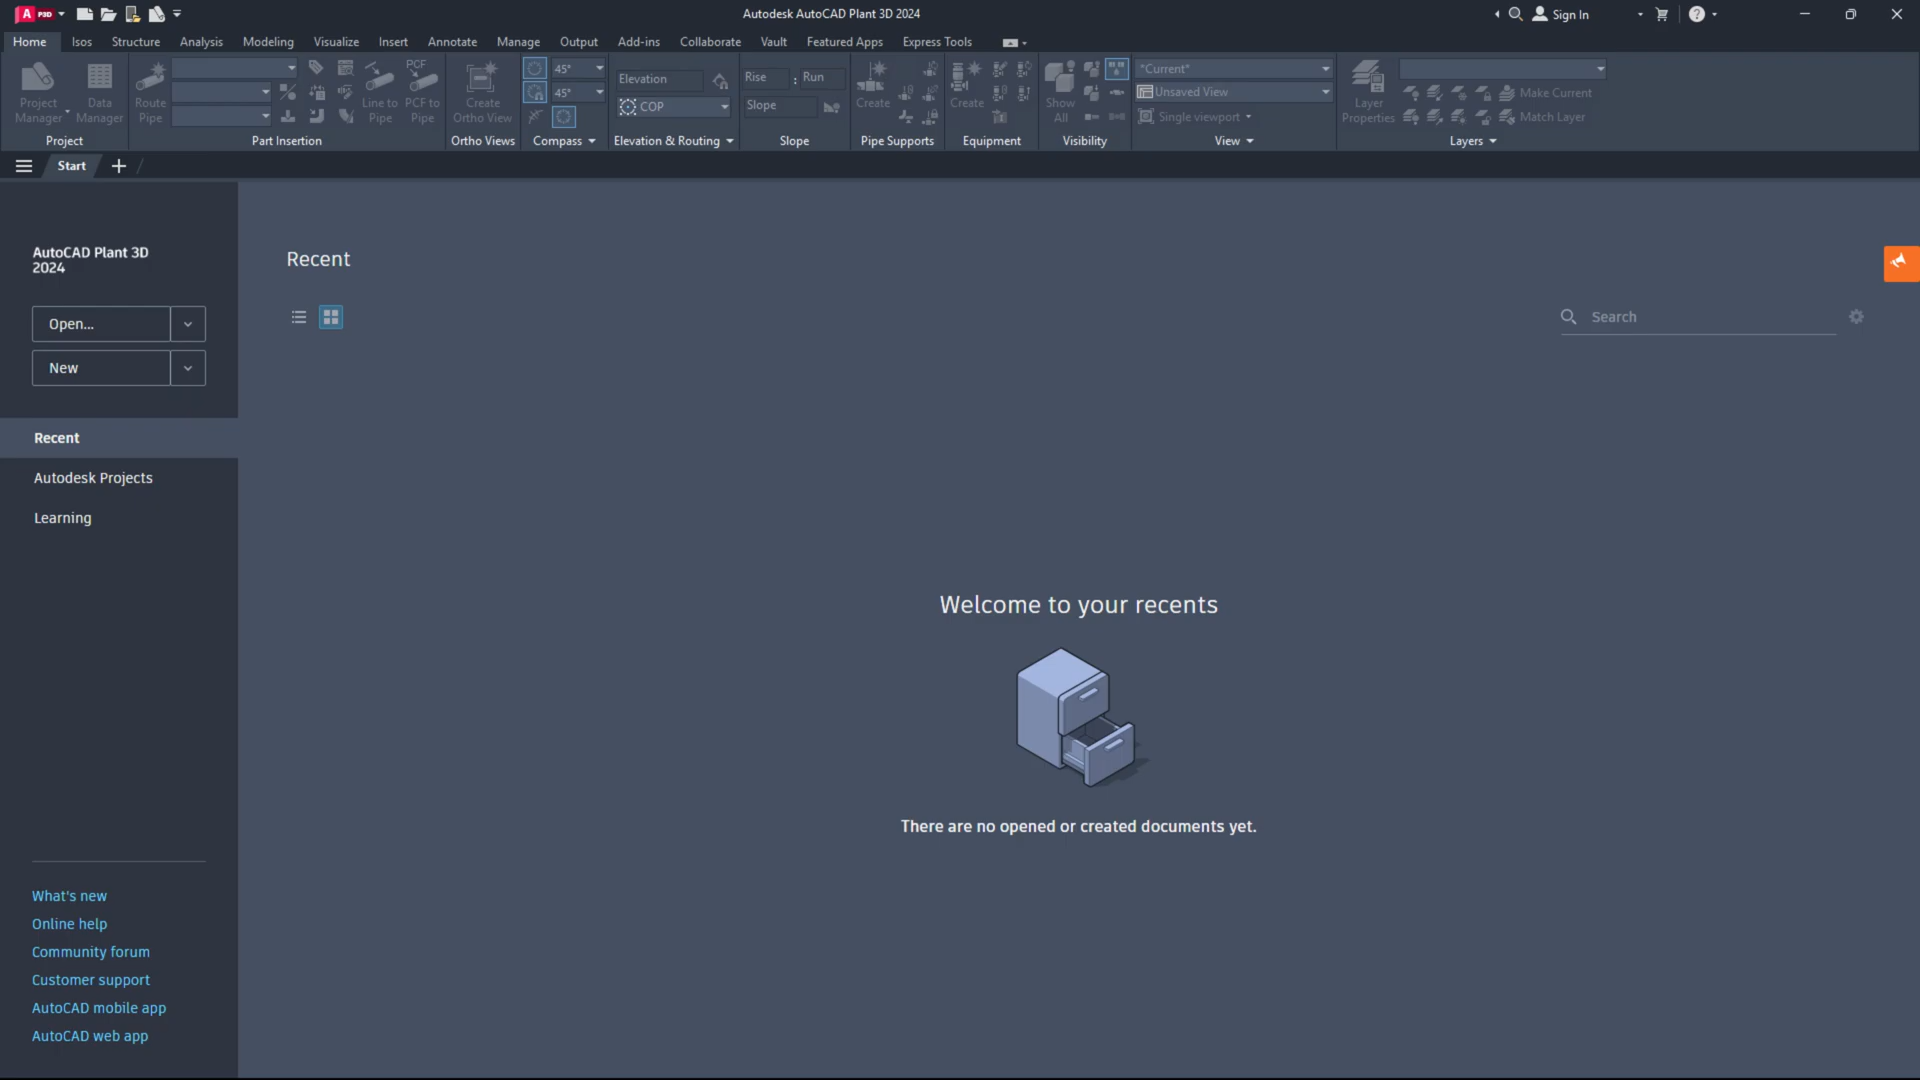 A P3D
Autodesk AutoCAD Plant 3D 2024
Sign In
Home
Isos
Structure
Analysis
Modeling
Visualize
Insert
Annotate
Manage
Output
Add-ins
Collaborate
Vault
Featured Apps
Express Tools
Project
Manager
Data
Manager
Project
Route
Pipe
Line to
Pipe
PCF
PCF to
Pipe
Part Insertion
Create
Ortho View
Ortho Views
45°
45°
Compass
Elevation
COP
Elevation & Routing
Rise : Run
Slope
Slope
Create
Pipe Supports
Create
Equipment
Show
All
Visibility
"Current"
Unsaved View
Single viewport
View
Layer
Properties
Make Current
Match Layer
Layers
Start
AutoCAD Plant 3D
2024
Open...
New
Recent
Autodesk Projects
Learning
What's new
Online help
Community forum
Customer support
AutoCAD mobile app
AutoCAD web app
Recent
Search
Welcome to your recents
There are no opened or created documents yet.